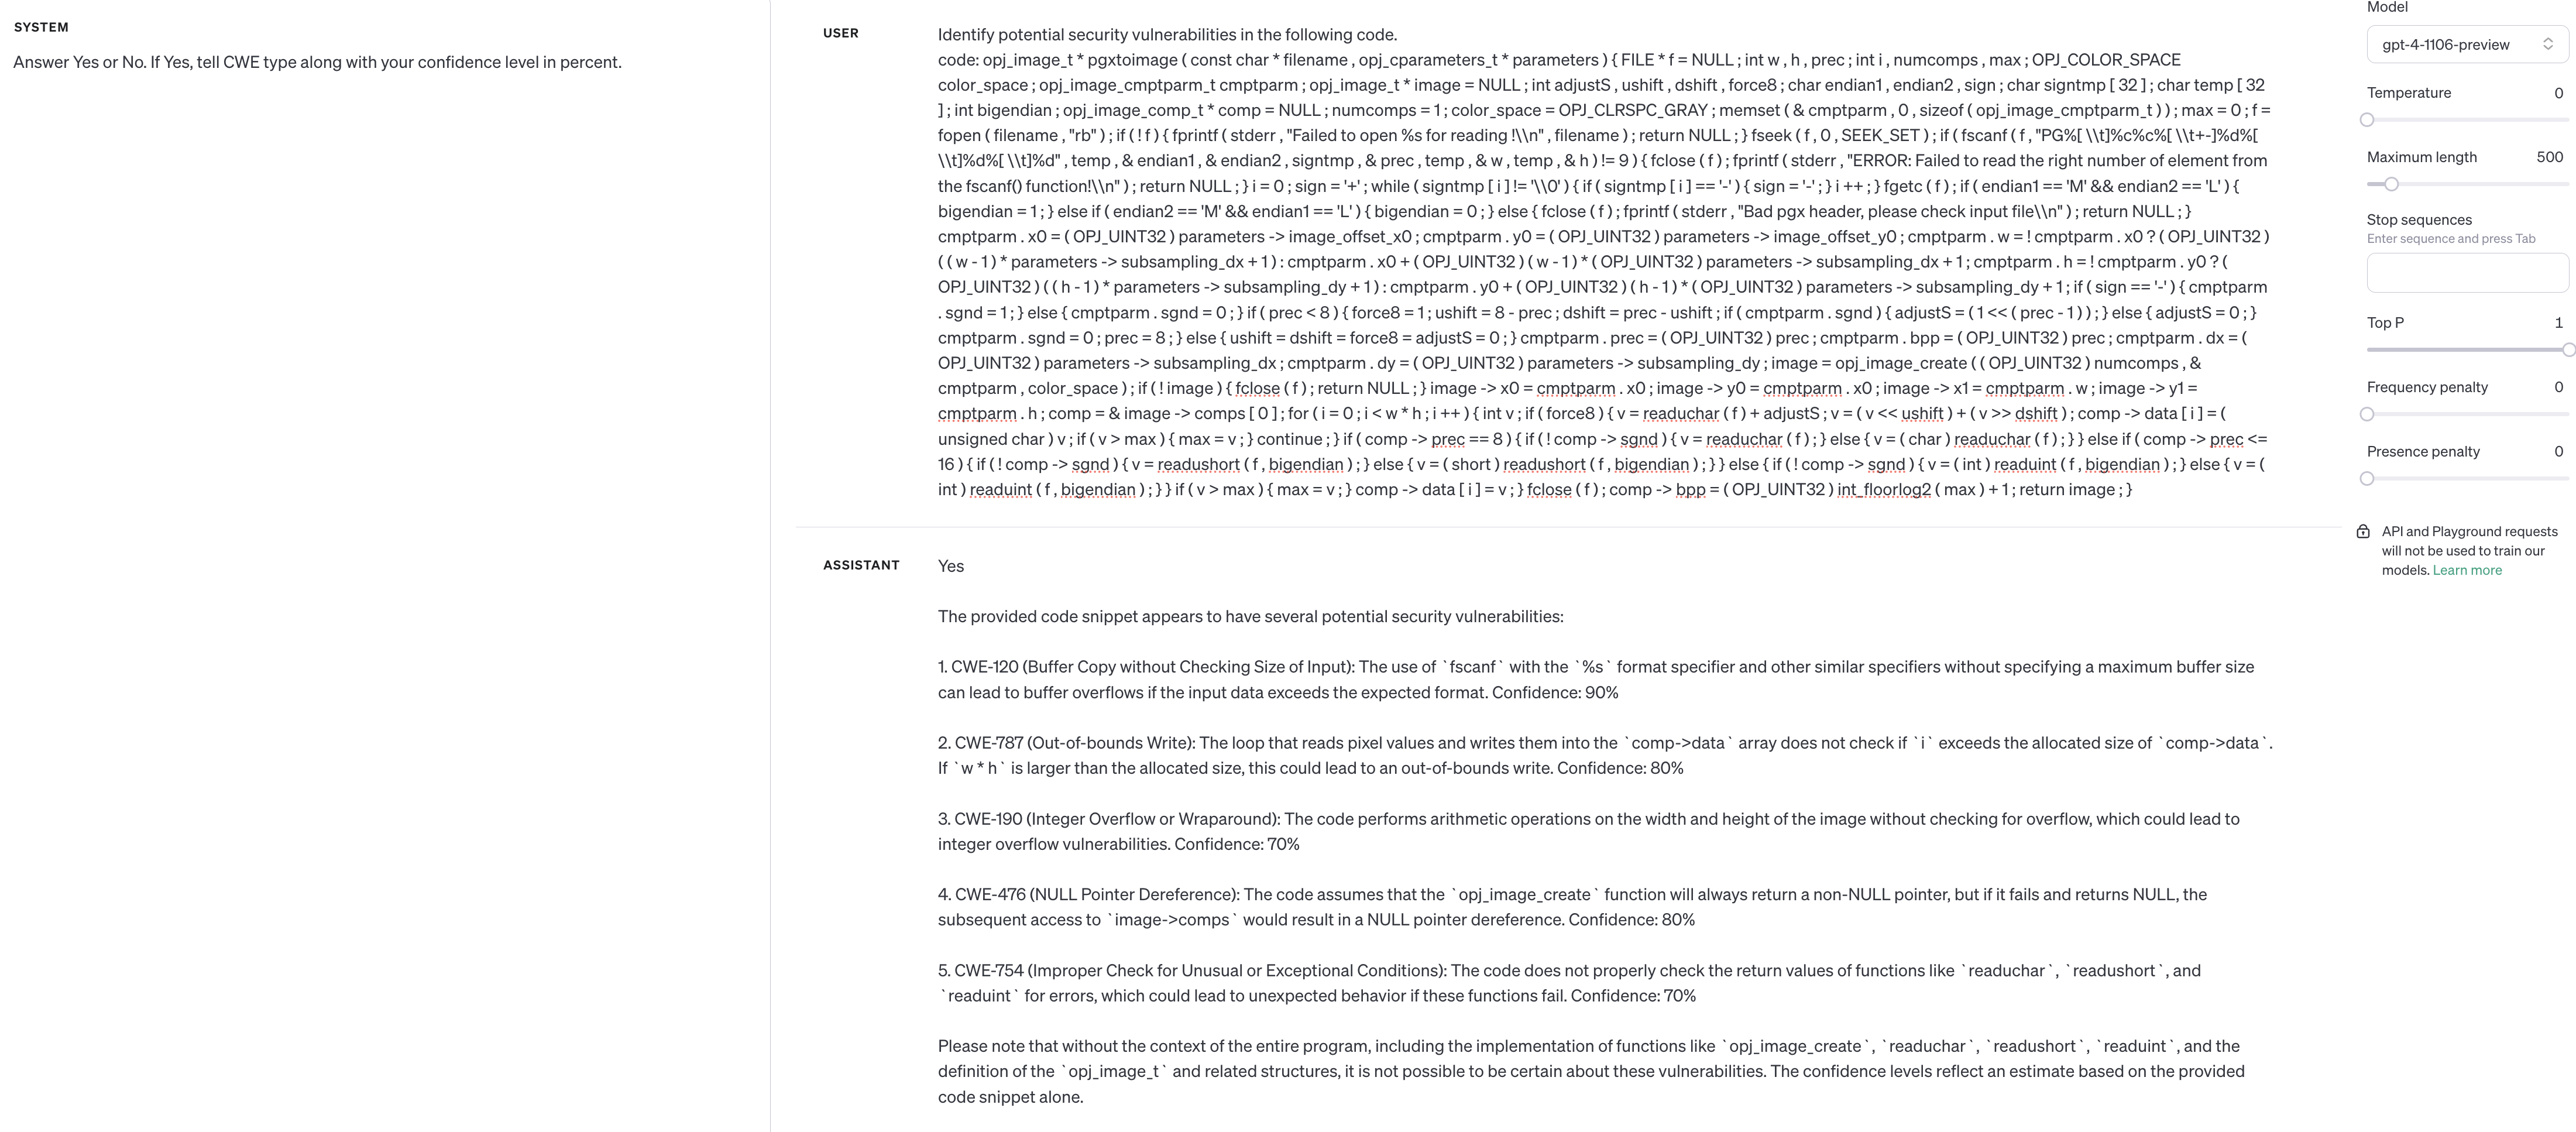 SYSTEM
Answer Yes or No. If Yes, tell CWE type along with your confidence level in percent.
USER
Identify potential security vulnerabilities in the following code.
code: opj_image_t * pgxtoimage ( const char * filename , opj_cparameters_t * parameters ) { FILE * f = NULL ; int w , h , prec ; int i , numcomps , max ; OPJ_COLOR_SPACE
color_space ; opj_image_cmptparm_t cmptparm ; opj_image_t * image = NULL ; int adjustS , ushift , dshift , force8 ; char endian1 , endian2 , sign ; char signtmp [ 32 ] ; char temp [ 32
] ; int bigendian ; opj_image_comp_t * comp = NULL ; numcomps = 1 ; color_space = OPJ_CLRSPC_GRAY ; memset ( & cmptparm , 0 , sizeof ( opj_image_cmptparm_t ) ) ; max = 0 ; f =
fopen ( filename , "rb" ) ; if ( ! f ) { fprintf ( stderr , "Failed to open %s for reading !\\n" , filename ) ; return NULL ; } fseek ( f , 0 , SEEK_SET ) ; if ( fscanf ( f , "PG%[ \\t]%c%c%[ \\t+-]%d%[
\\t]%d%[ \\t]%d" , temp , & endian1 , & endian2 , signtmp , & prec , temp , & w , temp , & h ) != 9 ) { fclose ( f ) ; fprintf ( stderr , "ERROR: Failed to read the right number of element from
the fscanf() function!\\n" ) ; return NULL ; } i = 0 ; sign = '+' ; while ( signtmp [ i ] != '\\0' ) { if ( signtmp [ i ] == '-' ) { sign = '-' ; } i ++ ; } fgetc ( f ) ; if ( endian1 == 'M' && endian2 == 'L' ) {
bigendian = 1 ; } else if ( endian2 == 'M' && endian1 == 'L' ) { bigendian = 0 ; } else { fclose ( f ) ; fprintf ( stderr , "Bad pgx header, please check input file\\n" ) ; return NULL ; }
cmptparm . x0 = ( OPJ_UINT32 ) parameters -> image_offset_x0 ; cmptparm . y0 = ( OPJ_UINT32 ) parameters -> image_offset_y0 ; cmptparm . w = ! cmptparm . x0 ? ( OPJ_UINT32 )
( ( w - 1 ) * parameters -> subsampling_dx + 1 ) : cmptparm . x0 + ( OPJ_UINT32 ) ( w - 1 ) * ( OPJ_UINT32 ) parameters -> subsampling_dx + 1 ; cmptparm . h = ! cmptparm . y0 ? (
OPJ_UINT32 ) ( ( h - 1 ) * parameters -> subsampling_dy + 1 ) : cmptparm . y0 + ( OPJ_UINT32 ) ( h - 1 ) * ( OPJ_UINT32 ) parameters -> subsampling_dy + 1 ; if ( sign == '-' ) { cmptparm
. sgnd = 1 ; } else { cmptparm . sgnd = 0 ; } if ( prec < 8 ) { force8 = 1 ; ushift = 8 - prec ; dshift = prec - ushift ; if ( cmptparm . sgnd ) { adjustS = ( 1 << ( prec - 1 ) ) ; } else { adjustS = 0 ; }
cmptparm . sgnd = 0 ; prec = 8 ; } else { ushift = dshift = force8 = adjustS = 0 ; } cmptparm . prec = ( OPJ_UINT32 ) prec ; cmptparm . bpp = ( OPJ_UINT32 ) prec ; cmptparm . dx = (
OPJ_UINT32 ) parameters -> subsampling_dx ; cmptparm . dy = ( OPJ_UINT32 ) parameters -> subsampling_dy ; image = opj_image_create ( ( OPJ_UINT32 ) numcomps , &
cmptparm , color_space ) ; if ( ! image ) { fclose ( f ) ; return NULL ; } image -> x0 = cmptparm . x0 ; image -> y0 = cmptparm . x0 ; image -> x1 = cmptparm . w ; image -> y1 =
cmptparm . h ; comp = & image -> comps [ 0 ] ; for ( i = 0 ; i < w * h ; i ++ ) { int v ; if ( force8 ) { v = readuchar ( f ) + adjustS ; v = ( v << ushift ) + ( v >> dshift ) ; comp -> data [ i ] = (
unsigned char ) v ; if ( v > max ) { max = v ; } continue ; } if ( comp -> prec == 8 ) { if ( ! comp -> sgnd ) { v = readuchar ( f ) ; } else { v = ( char ) readuchar ( f ) ; } } else if ( comp -> prec <=
16 ) { if ( ! comp -> sgnd ) { v = readushort ( f , bigendian ) ; } else { v = ( short ) readushort ( f , bigendian ) ; } } else { if ( ! comp -> sgnd ) { v = ( int ) readuint ( f , bigendian ) ; } else { v = (
int ) readuint ( f , bigendian ) ; } } if ( v > max ) { max = v ; } comp -> data [ i ] = v ; } fclose ( f ) ; comp -> bpp = ( OPJ_UINT32 ) int_floorlog2 ( max ) + 1 ; return image ; }
ASSISTANT
Yes
The provided code snippet appears to have several potential security vulnerabilities:
1. CWE-120 (Buffer Copy without Checking Size of Input): The use of `fscanf` with the `%s` format specifier and other similar specifiers without specifying a maximum buffer size
can lead to buffer overflows if the input data exceeds the expected format. Confidence: 90%
2. CWE-787 (Out-of-bounds Write): The loop that reads pixel values and writes them into the `comp->data` array does not check if `i` exceeds the allocated size of `comp->data`.
If `w * h` is larger than the allocated size, this could lead to an out-of-bounds write. Confidence: 80%
3. CWE-190 (Integer Overflow or Wraparound): The code performs arithmetic operations on the width and height of the image without checking for overflow, which could lead to
integer overflow vulnerabilities. Confidence: 70%
4. CWE-476 (NULL Pointer Dereference): The code assumes that the `opj_image_create` function will always return a non-NULL pointer, but if it fails and returns NULL, the
subsequent access to `image->comps` would result in a NULL pointer dereference. Confidence: 80%
5. CWE-754 (Improper Check for Unusual or Exceptional Conditions): The code does not properly check the return values of functions like `readuchar`, `readushort`, and
`readuint` for errors, which could lead to unexpected behavior if these functions fail. Confidence: 70%
Please note that without the context of the entire program, including the implementation of functions like `opj_image_create`, `readuchar`, `readushort`, `readuint`, and the
definition of the `opj_image_t` and related structures, it is not possible to be certain about these vulnerabilities. The confidence levels reflect an estimate based on the provided
code snippet alone.
Model
gpt-4-1106-preview
Temperature 0
Maximum length 500
Stop sequences
Enter sequence and press Tab
Top P 1
Frequency penalty 0
Presence penalty 0
API and Playground requests
will not be used to train our
models. Learn more